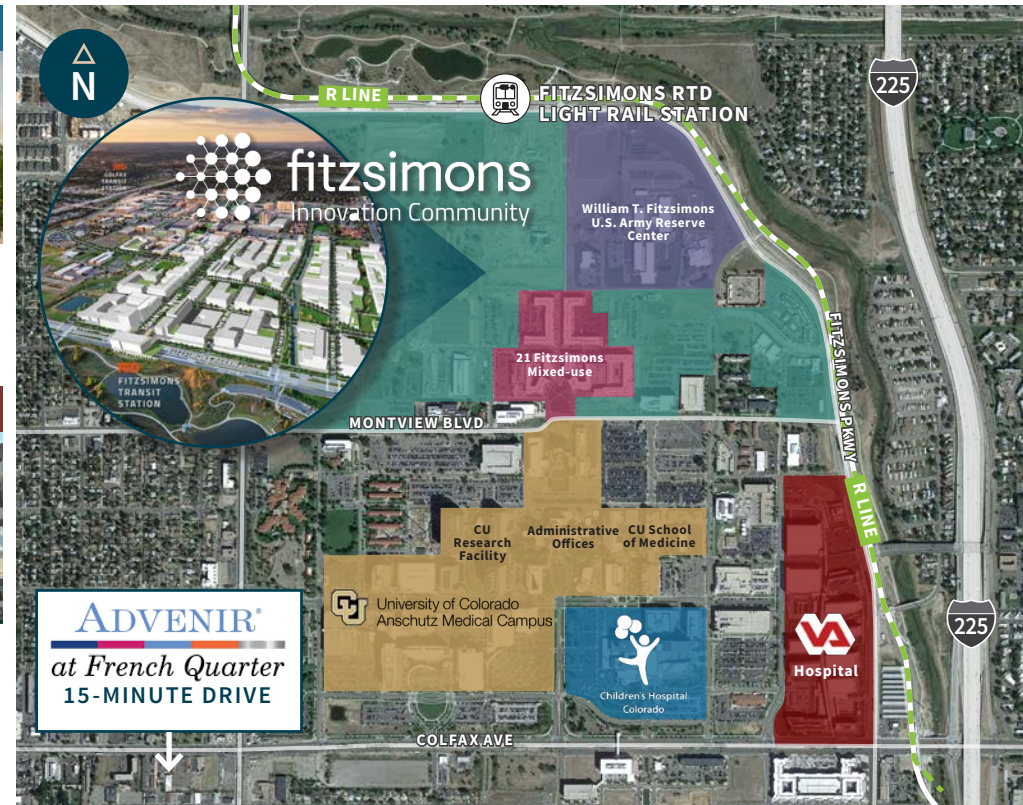 N
R LINE
FITZSIMONS RTD
LIGHT RAIL STATION
225
COLFAX
TRANSIT
STATION
fitzsimons
Innovation Community
William T. Fitzsimons
U.S. Army Reserve
Center
FITZSIMONS
TRANSIT
STATION
21 Fitzsimons
Mixed-use
FITZSIMONS PKWY
MONTVIEW BLVD
R LINE
CU
Research
Facility
Administrative
Offices
CU School
of Medicine
CU
University of Colorado
Anschutz Medical Campus
Children's Hospital
Colorado
VA
Hospital
225
ADVENIR®
at French Quarter
15-MINUTE DRIVE
COLFAX AVE